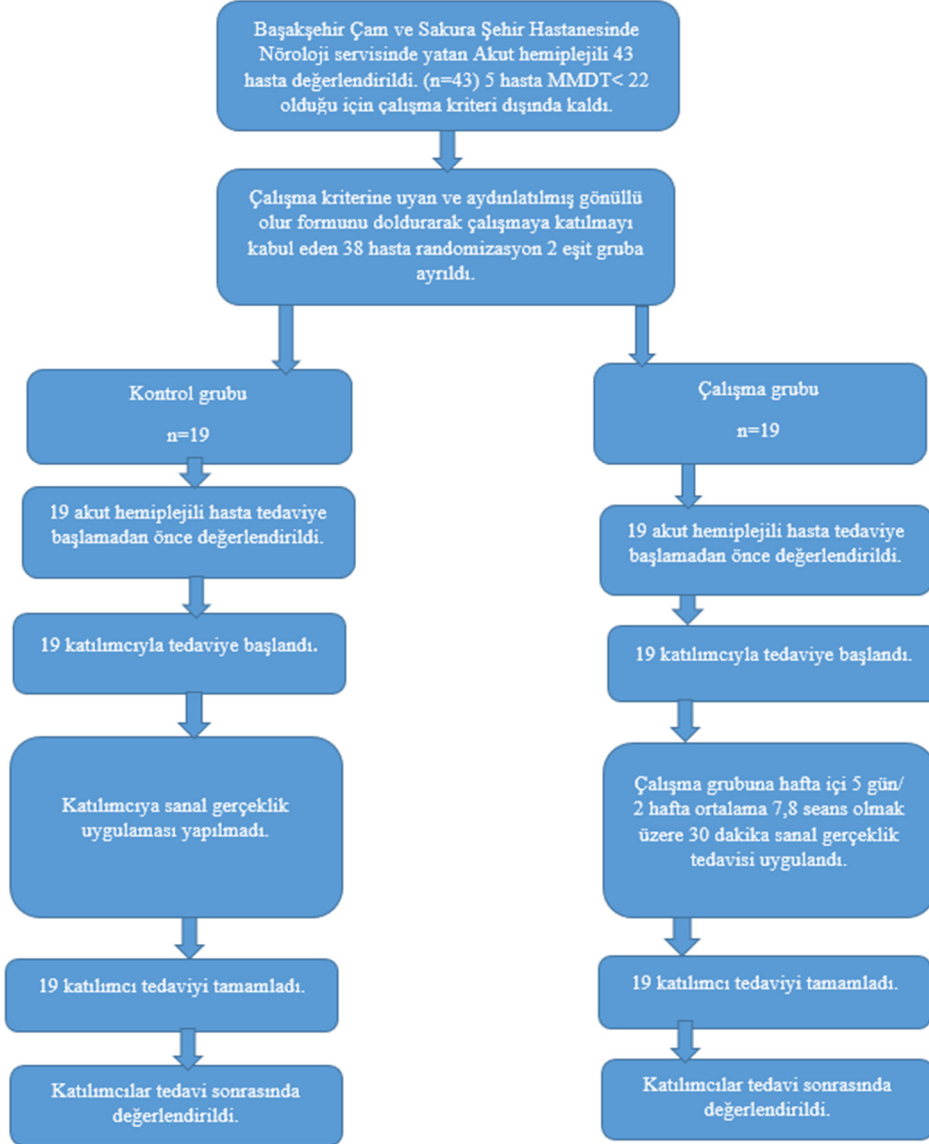 Başakşehir Çam ve Sakura Şehir Hastanesinde
Nöroloji servisinde yatan Akut hemiplejili 43
hasta değerlendirildi. (n=43) 5 hasta MMDT< 22
olduğu için çalışma kriteri dışında kaldı.
Çalışma kriterine uyan ve aydınlatılmış gönüllü
olur formunu doldurarak çalışmaya katılmayı
kabul eden 38 hasta randomizasyon 2 eşit gruba
ayrıldı.
Kontrol grubu
n=19
19 akut hemiplejili hasta tedaviye
başlamadan önce değerlendirildi.
19 katılımcıyla tedaviye başlandı.
Katılımcıya sanal gerçeklik
uygulaması yapılmadı.
19 katılımcı tedaviyi tamamladı.
Katılımcılar tedavi sonrasında
değerlendirildi.
Çalışma grubu
n=19
19 akut hemiplejili hasta tedaviye
başlamadan önce değerlendirildi.
19 katılımcıyla tedaviye başlandı.
Çalışma grubuna hafta içi 5 gün/
2 hafta ortalama 7,8 seans olmak
üzere 30 dakika sanal gerçeklik
tedavisi uygulandı.
19 katılımcı tedaviyi tamamladı.
Katılımcılar tedavi sonrasında
değerlendirildi.